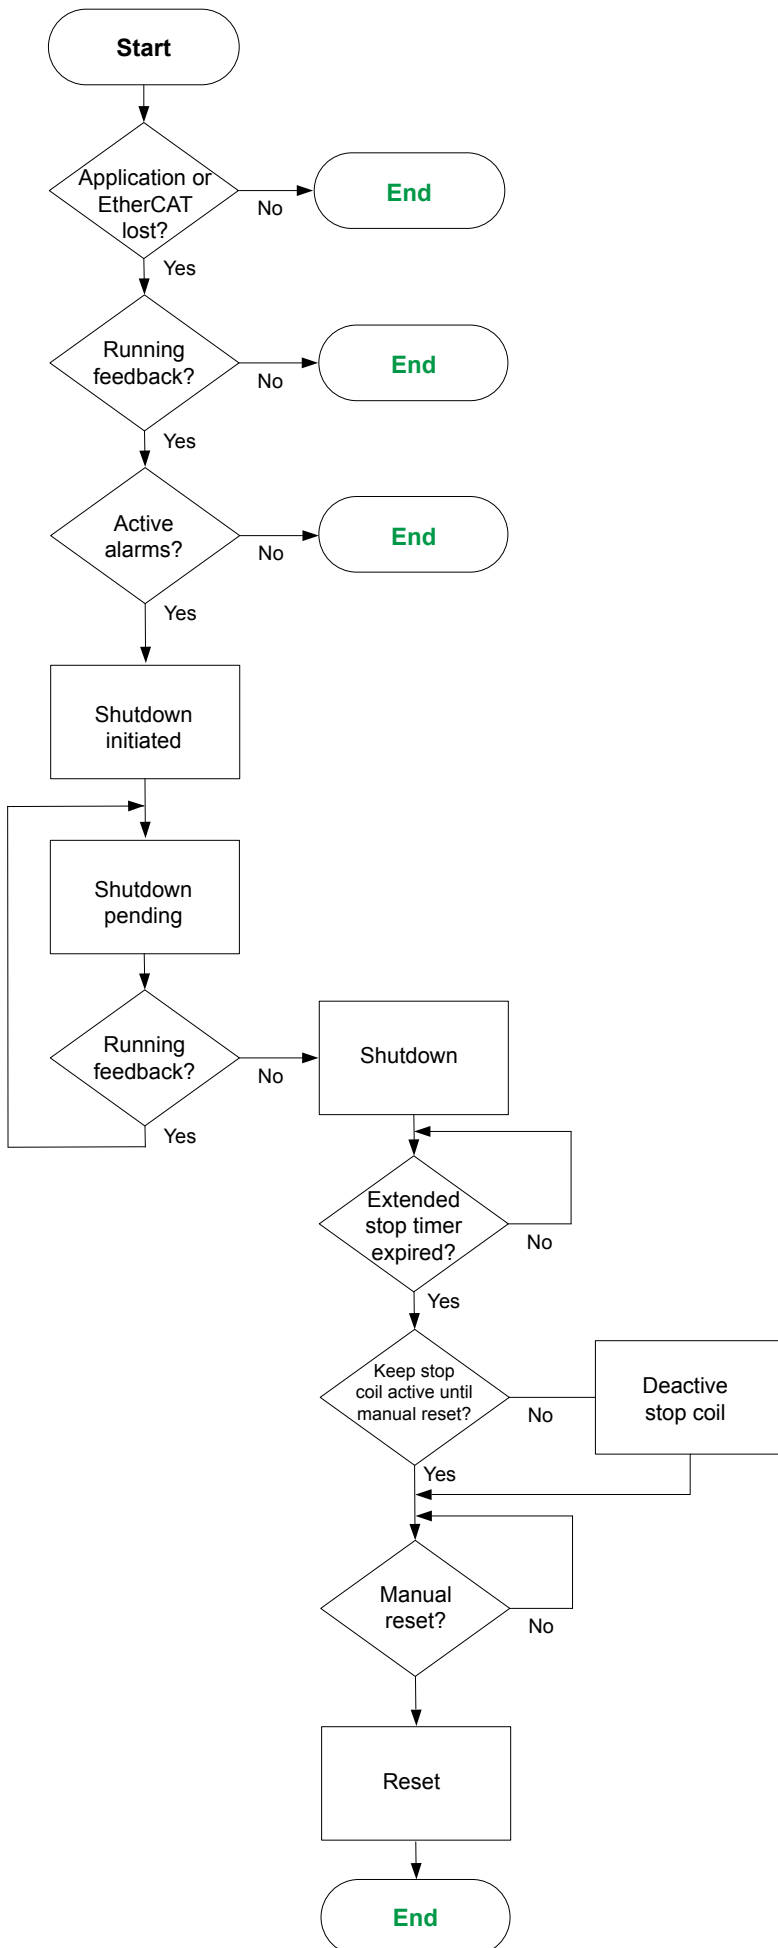 Start
Application or
EtherCAT
lost?
No
End
Yes
Running
feedback?
No
End
Yes
Active
alarms?
No
End
Yes
Shutdown
initiated
Shutdown
pending
Running
feedback?
No
Shutdown
Yes
Extended
stop timer
expired?
No
Yes
Keep stop
coil active until
manual reset?
No
Deactive
stop coil
Yes
Manual
reset?
No
Reset
End